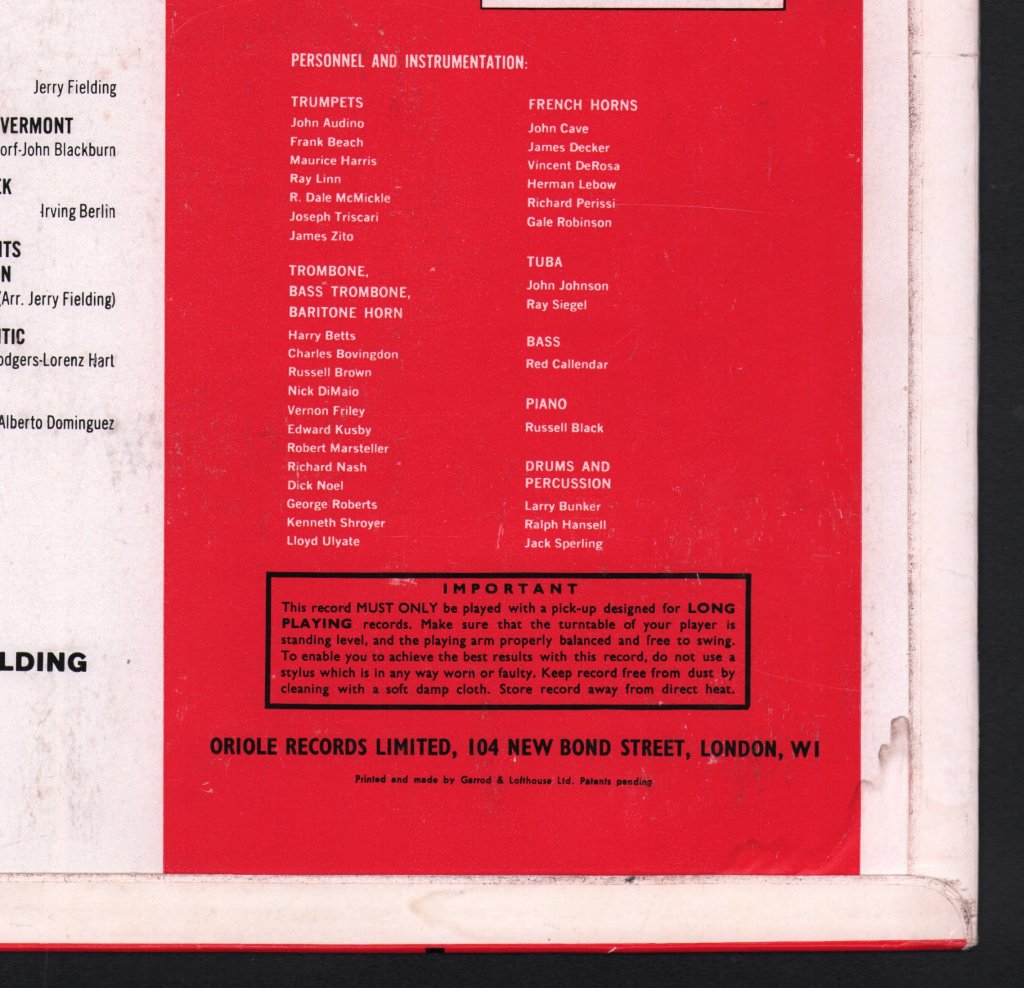 Jerry Fielding
VERMONT
orf-John Blackburn
EK
Irving Berlin
ITS
N
(Arr. Jerry Fielding)
TIC
odgers-Lorenz Hart
Alberto Dominguez
LDING
PERSONNEL AND INSTRUMENTATION:
TRUMPETS
John Audino
Frank Beach
Maurice Harris
Ray Linn
R. Dale McMickle
Joseph Triscari
James Zito
TROMBONE,
BASS TROMBONE,
BARITONE HORN
Harry Betts
Charles Bovingdon
Russell Brown
Nick DiMaio
Vernon Friley
Edward Kusby
Robert Marsteller
Richard Nash
Dick Noel
George Roberts
Kenneth Shroyer
Lloyd Ulyate
FRENCH HORNS
John Cave
James Decker
Vincent DeRosa
Herman Lebow
Richard Perissi
Gale Robinson
TUBA
John Johnson
Ray Siegel
BASS
Red Callendar
PIANO
Russell Black
DRUMS AND
PERCUSSION
Larry Bunker
Ralph Hansell
Jack Sperling
IMPORTANT
This record MUST ONLY be played with a pick-up designed for LONG
PLAYING records. Make sure that the turntable of your player is
standing level, and the playing arm properly balanced and free to swing.
To enable you to achieve the best results with this record, do not use a
stylus which is in any way worn or faulty. Keep record free from dust by
cleaning with a soft damp cloth. Store record away from direct heat.
ORIOLE RECORDS LIMITED, 104 NEW BOND STREET, LONDON, W1
Printed and made by Garrod & Lofthouse Ltd. Patents pending